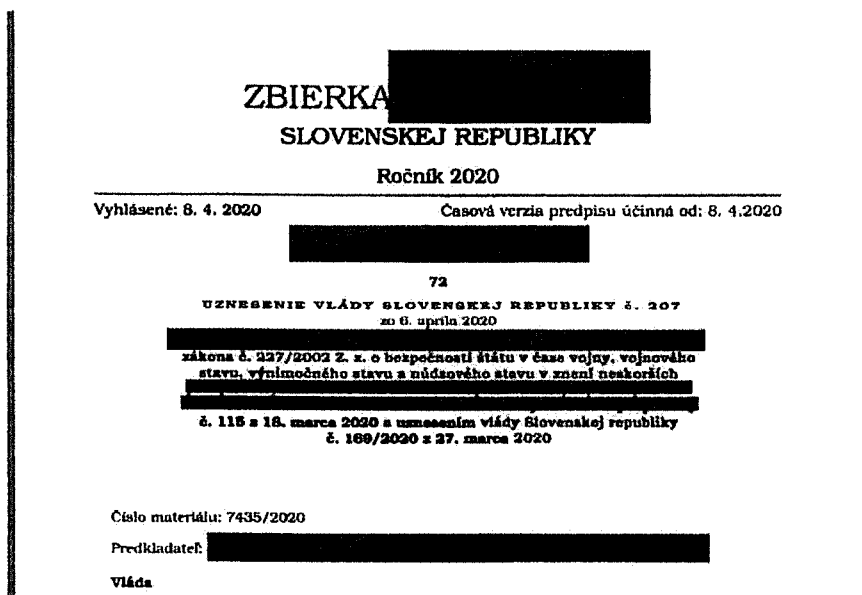 ZBIERKA
SLOVENSKEJ REPUBLIKY
Ročník 2020
Vyhlásené: 8. 4. 2020 Časová verzia predpisu účinná od: 8. 4.2020
72
UZNESENIE VLÁDY SLOVENSKEJ REPUBLIKY č. 207
zo 6. apríla 2020
zákona č. 227/2002 Z. z. o bezpečnosti štátu v čase vojny, vojnového
stavu, výnimočného stavu a núdzového stavu v znení neskorších
č. 115 z 18. marca 2020 a uznesením vlády Slovenskej republiky
č. 169/2020 z 27. marca 2020
Číslo materiálu: 7435/2020
Predkladateľ:
Vláda